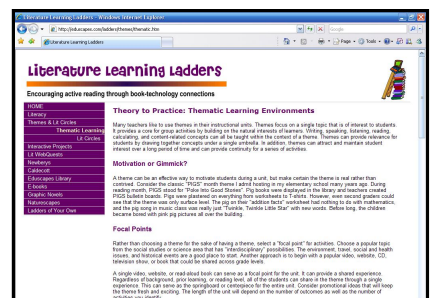 Literature Learning Ladders - Windows Internet Explorer
http://eduscapes.com/ladders/themes/thematic.htm
Google
Literature Learning Ladders
Page
Tools
Literature Learning Ladders
Encouraging active reading through book-technology connections
HOME
Literacy
Themes & Lit Circles
Thematic Learning
Lit Circles
Interactive Projects
Lit WebQuests
Newberys
Caldecott
Eduscapes Library
E-books
Graphic Novels
Naturescapes
Ladders of Your Own
Theory to Practice: Thematic Learning Environments
Many teachers like to use themes in their instructional units. Themes focus on a single topic that is of interest to students.
It provides a core for group activities by building on the natural interests of learners. Writing, speaking, listening, reading,
calculating, and content-related concepts can all be taught within the context of a theme. Themes can provide relevance for
students by drawing together concepts under a single umbrella. In addition, themes can attract and maintain student
interest over a long period of time and can provide continuity for a series of activities.
Motivation or Gimmick?
A theme can be an effective way to motivate students during a unit, but make certain the theme is real rather than
contrived. Consider the classic "PIGS" month theme I admit hosting in my elementary school many years ago. During
reading month, PIGS stood for "Poke Into Good Stories". Pig books were displayed in the library and teachers created
PIGS bulletin boards. Pigs were plastered on everything from worksheets to T-shirts. However, even second graders could
see that the theme was only surface level. The pig on their "addition facts" worksheet had nothing to do with mathematics,
and the pig song in music class was really just "Twinkle, Twinkle Little Star" with new words. Before long, the children
became bored with pink pig pictures all over the building.
Focal Points
Rather than choosing a theme for the sake of having a theme, select a "focal point" for activities. Choose a popular topic
from the social studies or science area that has "interdisciplinary" possibilities. The environment, travel, social and health
issues, and historical events are a good place to start. Another approach is to begin with a popular video, website, CD,
television show, or book that could be shared across grade levels.
A single video, website, or read-aloud book can serve as a focal point for the unit. It can provide a shared experience.
Regardless of background, prior learning, or reading level, all of the students can share in the theme through a single
experience. This can serve as the springboard or centerpiece for the entire unit. Consider promotional ideas that will keep
the theme fresh and exciting. The length of the unit will depend on the number of outcomes as well as the number of
activities you identify.